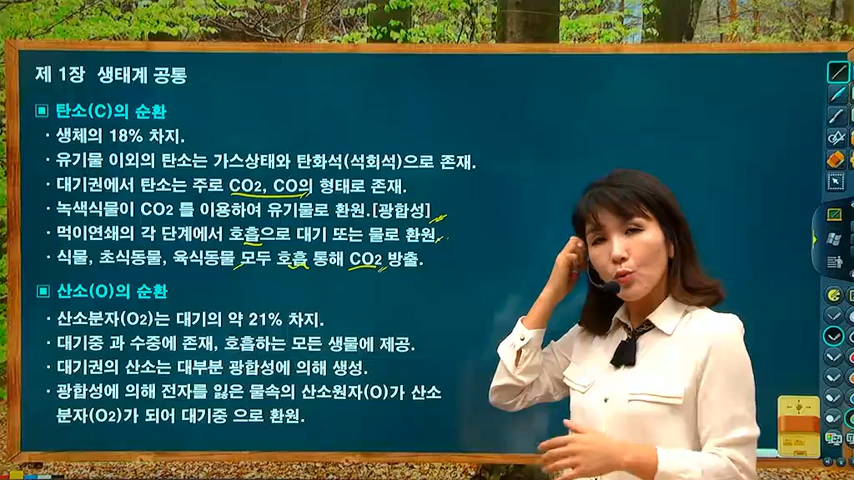 제 1장 생태계 공통
▣ 탄소(C)의 순환
· 생체의 18% 차지.
· 유기물 이외의 탄소는 가스상태와 탄화석(석회석)으로 존재.
· 대기권에서 탄소는 주로 CO2, CO의 형태로 존재.
· 녹색식물이 CO2 를 이용하여 유기물로 환원.[광합성]
· 먹이연쇄의 각 단계에서 호흡으로 대기 또는 물로 환원.
· 식물, 초식동물, 육식동물 모두 호흡 통해 CO2 방출.
▣ 산소(O)의 순환
· 산소분자(O2)는 대기의 약 21% 차지.
· 대기중 과 수중에 존재, 호흡하는 모든 생물에 제공.
· 대기권의 산소는 대부분 광합성에 의해 생성.
· 광합성에 의해 전자를 잃은 물속의 산소원자(O)가 산소
분자(O2)가 되어 대기중 으로 환원.